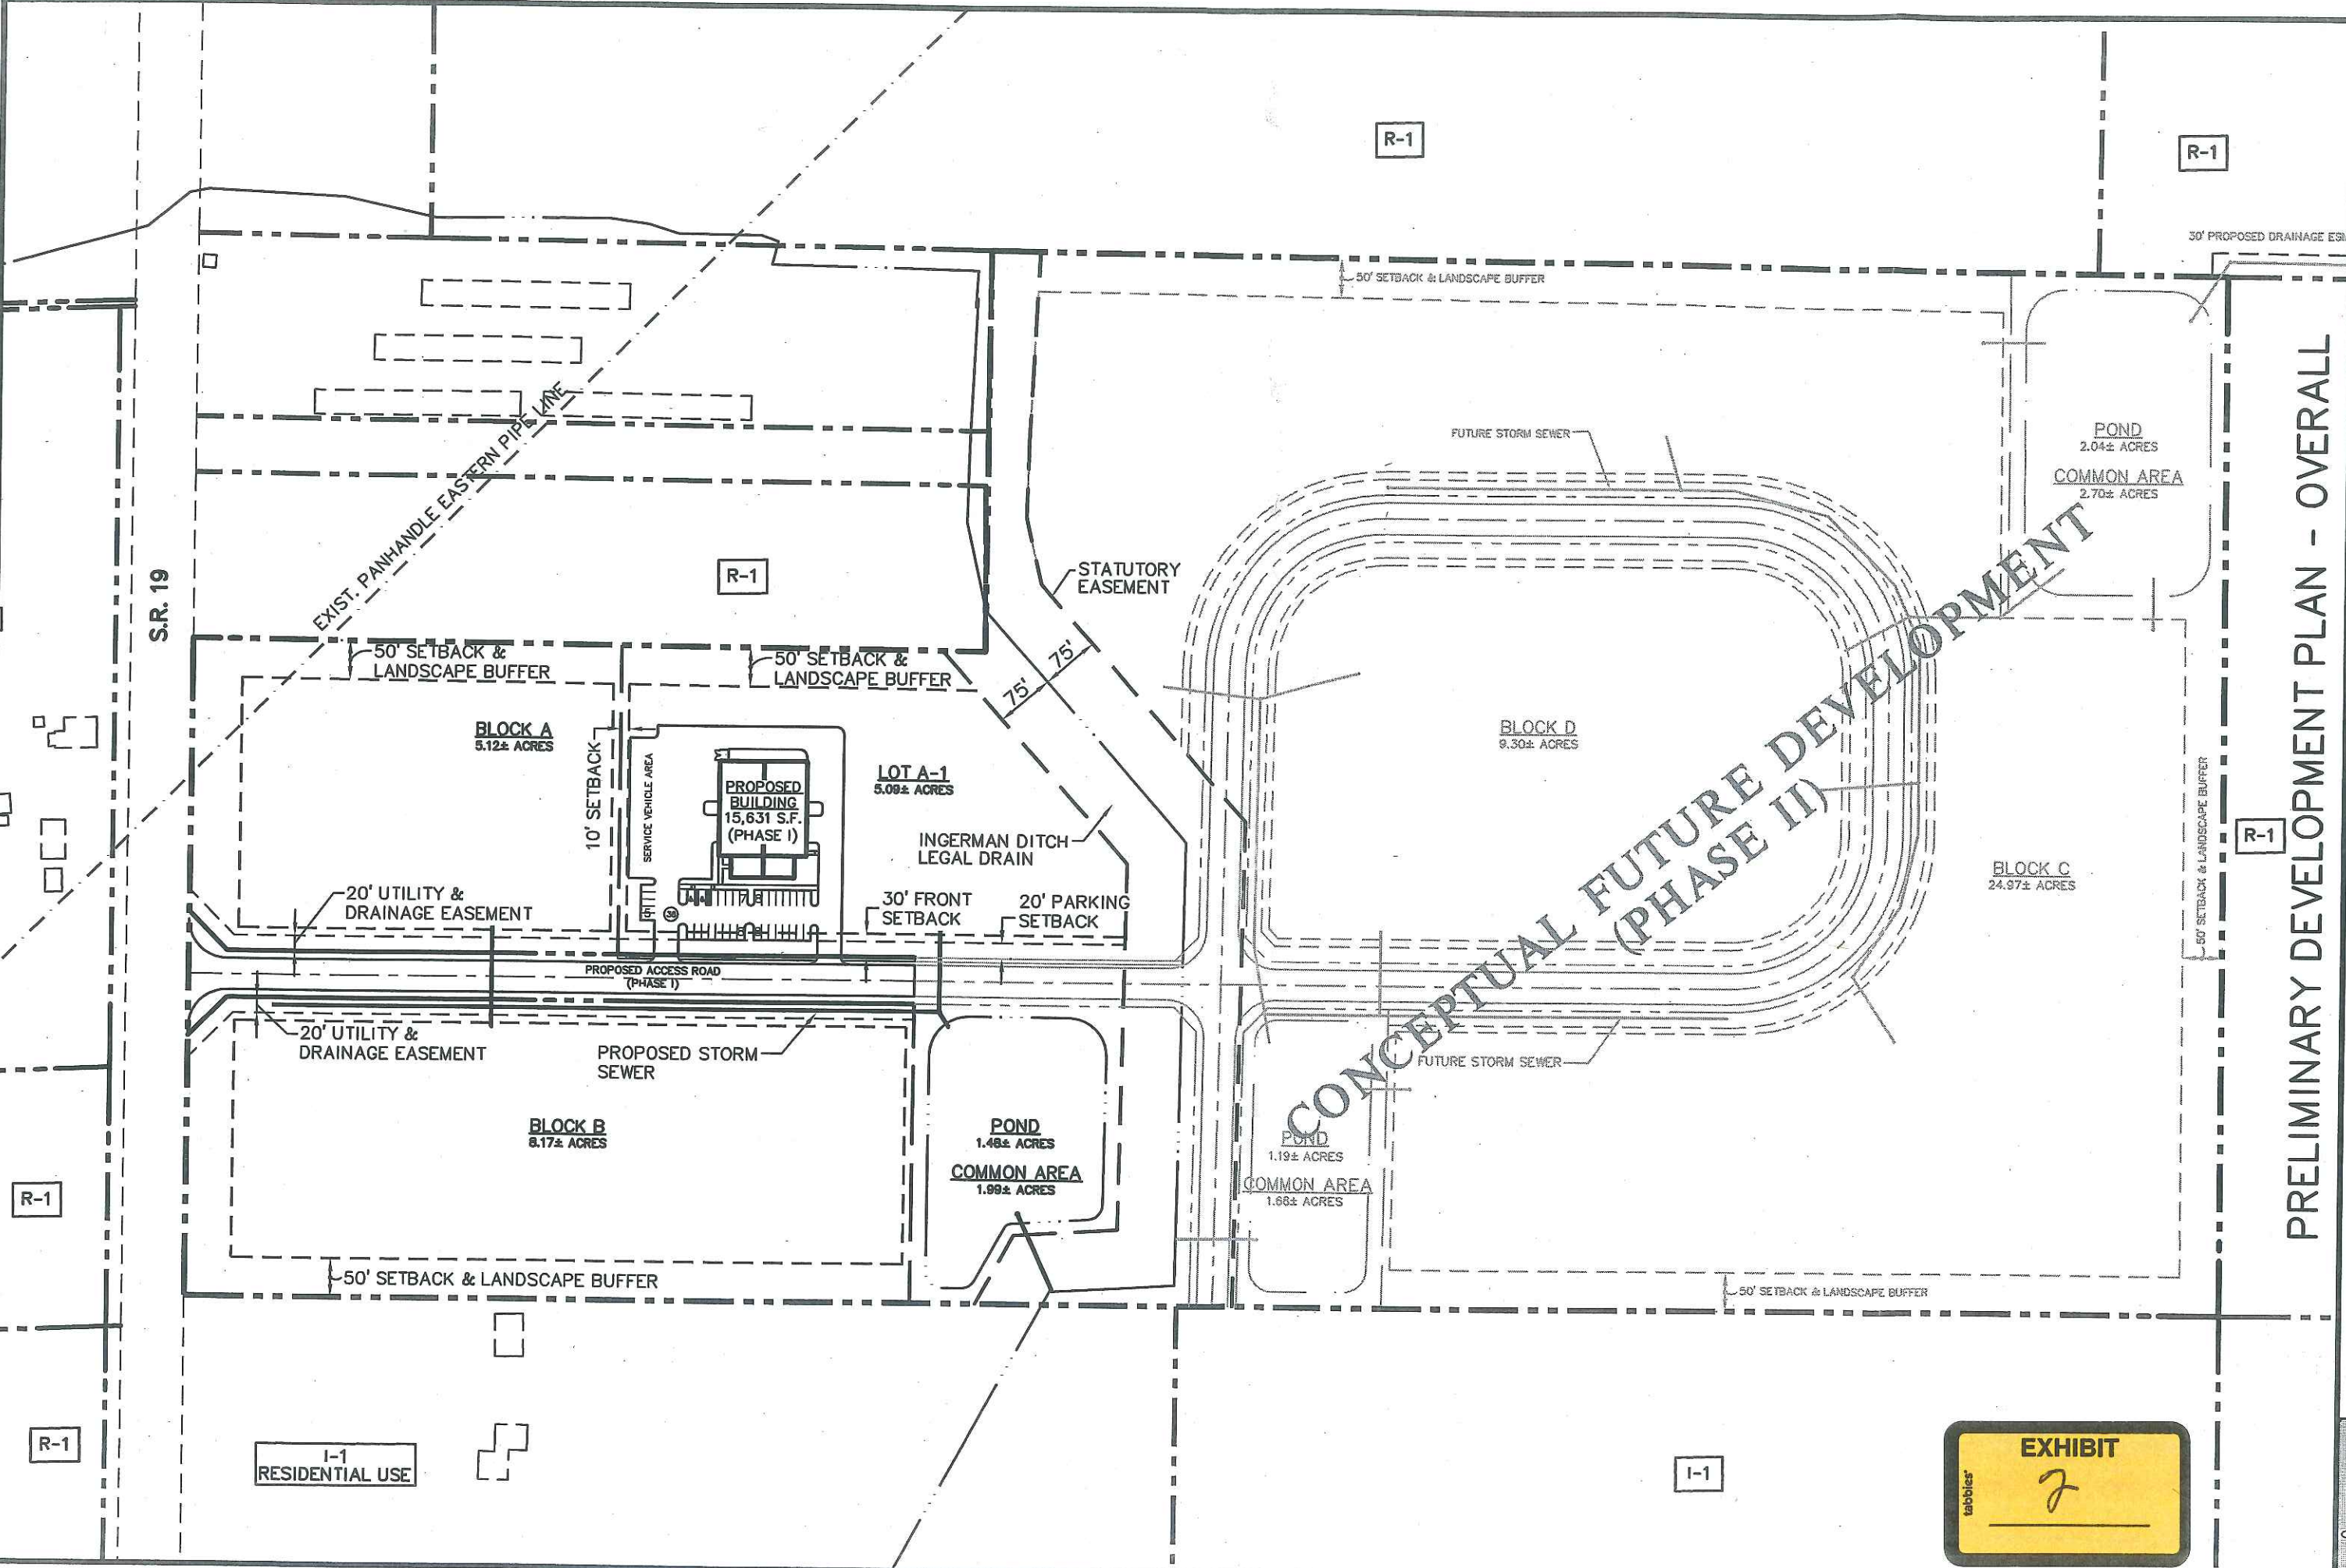 R-1
R-1
30' PROPOSED DRAINAGE
50' SETBACK & LANDSCAPE BUFFER
EXIST. PANHANDLE EASTERN PIPE LINE
S.R. 19
R-1
FUTURE STORM SEWER
POND
2.04± ACRES
COMMON AREA
2.70± ACRES
STATUTORY
EASEMENT
75'
75'
50' SETBACK &
LANDSCAPE BUFFER
50' SETBACK &
LANDSCAPE BUFFER
BLOCK A
5.12± ACRES
10' SETBACK
SERVICE VEHICLE AREA
PROPOSED
BUILDING
15,631 S.F.
(PHASE I)
LOT A-1
5.09± ACRES
INGERMAN DITCH
LEGAL DRAIN
BLOCK D
9.30± ACRES
CONCEPTUAL FUTURE DEVELOPMENT
(PHASE II)
BLOCK C
24.97± ACRES
50' SETBACK & LANDSCAPE BUFFER
R-1
PRELIMINARY DEVELOPMENT PLAN - OVERALL
20' UTILITY &
DRAINAGE EASEMENT
30' FRONT
SETBACK
20' PARKING
SETBACK
PROPOSED ACCESS ROAD
(PHASE I)
20' UTILITY &
DRAINAGE EASEMENT
PROPOSED STORM
SEWER
FUTURE STORM SEWER
BLOCK B
8.17± ACRES
POND
1.46± ACRES
COMMON AREA
1.99± ACRES
POND
1.19± ACRES
COMMON AREA
1.68± ACRES
R-1
50' SETBACK & LANDSCAPE BUFFER
50' SETBACK & LANDSCAPE BUFFER
R-1
I-1
RESIDENTIAL USE
I-1
EXHIBIT
2
tabbies